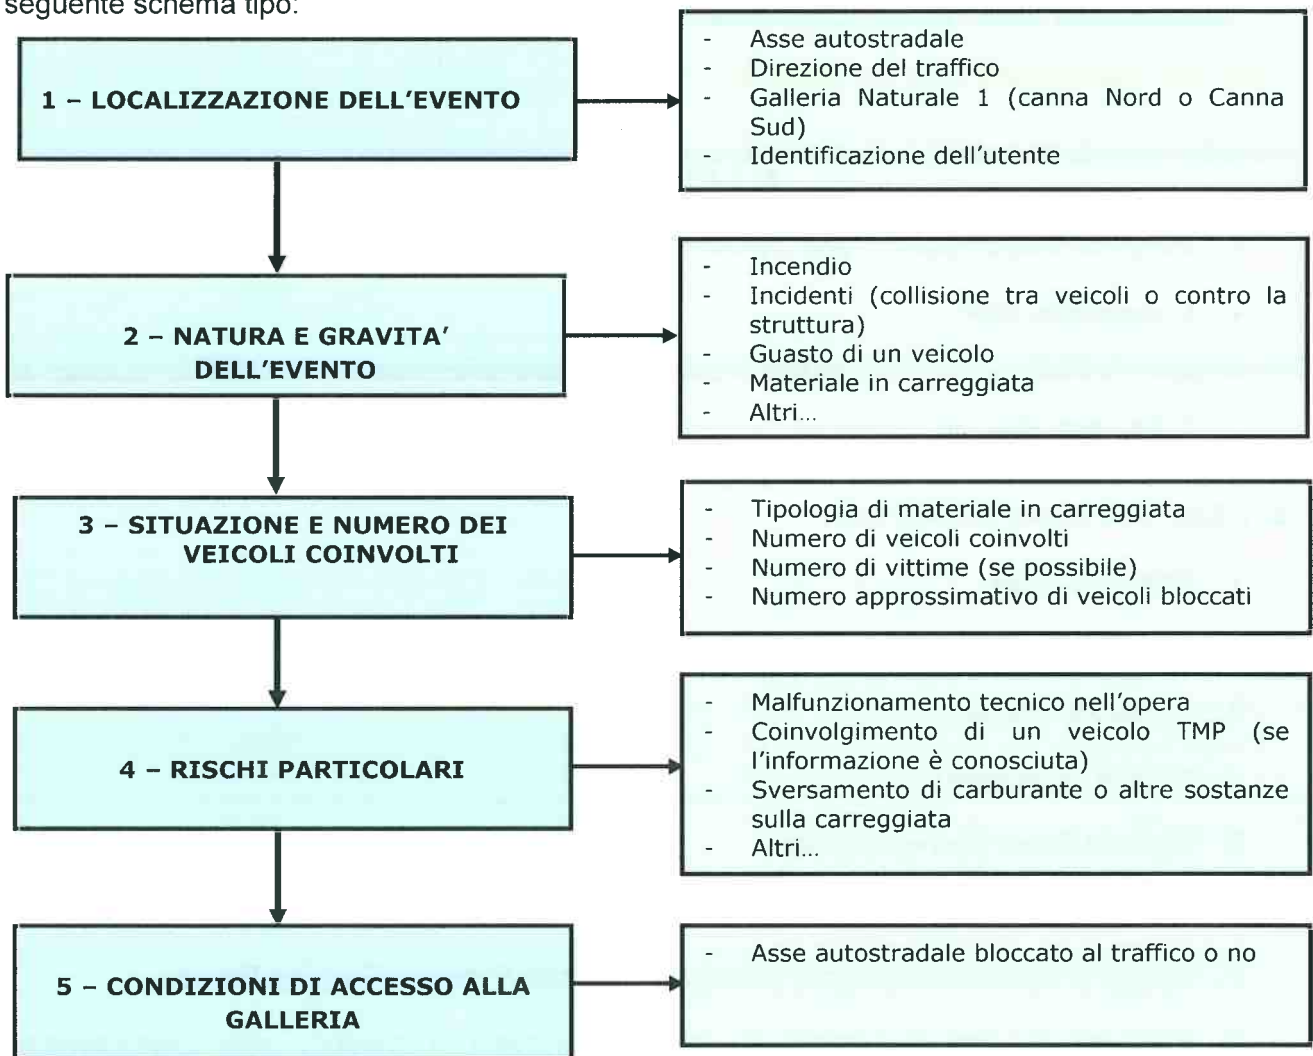 seguente schema tipo:
1 – LOCALIZZAZIONE DELL'EVENTO
- Asse autostradale
- Direzione del traffico
- Galleria Naturale 1 (canna Nord o Canna
Sud)
- Identificazione dell'utente
2 – NATURA E GRAVITA'
DELL'EVENTO
- Incendio
- Incidenti (collisione tra veicoli o contro la
struttura)
- Guasto di un veicolo
- Materiale in carreggiata
- Altri...
3 – SITUAZIONE E NUMERO DEI
VEICOLI COINVOLTI
- Tipologia di materiale in carreggiata
- Numero di veicoli coinvolti
- Numero di vittime (se possibile)
- Numero approssimativo di veicoli bloccati
4 – RISCHI PARTICOLARI
- Malfunzionamento tecnico nell'opera
- Coinvolgimento di un veicolo TMP (se
l'informazione è conosciuta)
- Sversamento di carburante o altre sostanze
sulla carreggiata
- Altri...
5 – CONDIZIONI DI ACCESSO ALLA
GALLERIA
- Asse autostradale bloccato al traffico o no